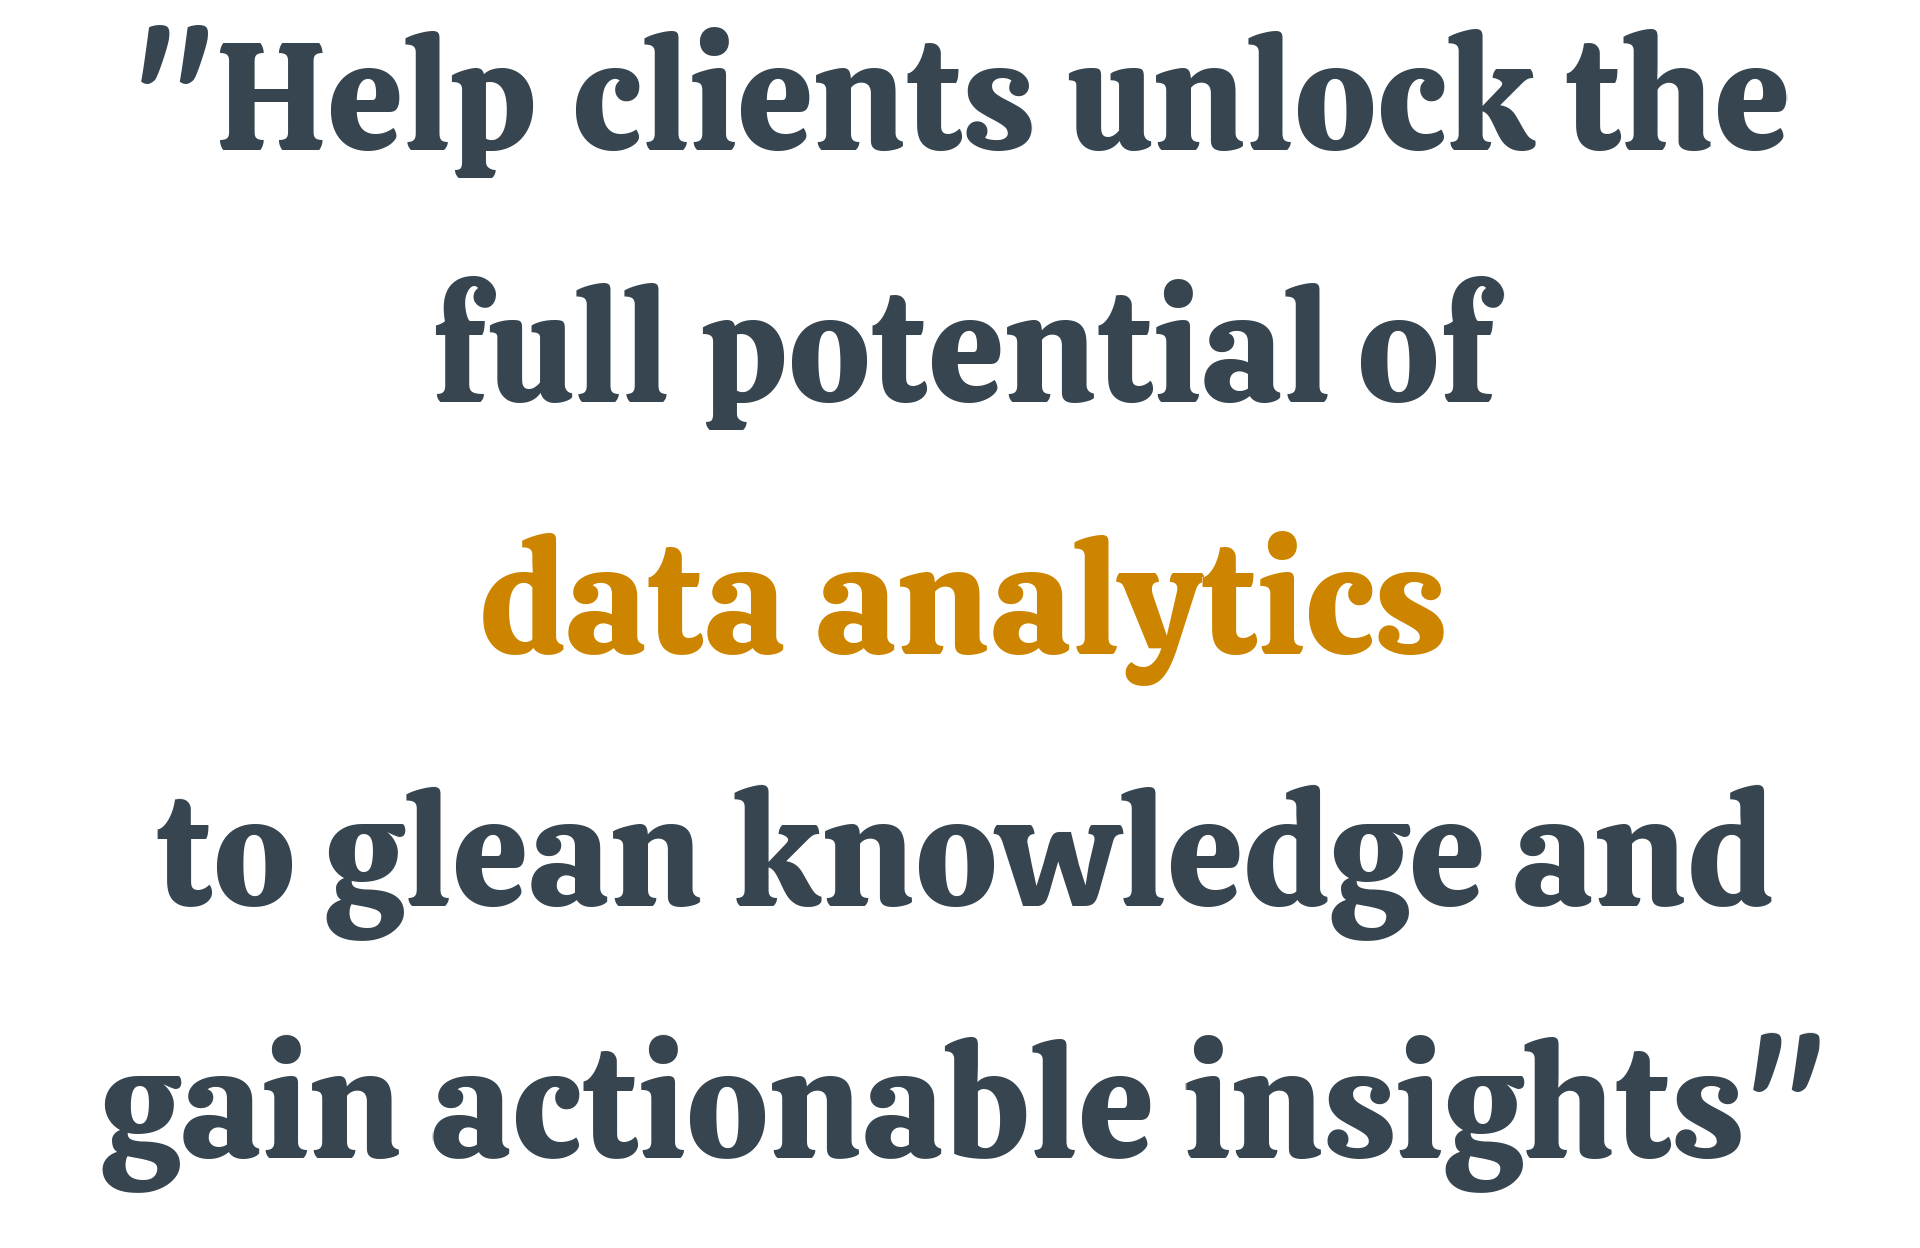 "Help clients unlock the
full potential of
data analytics
to glean knowledge and
gain actionable insights"